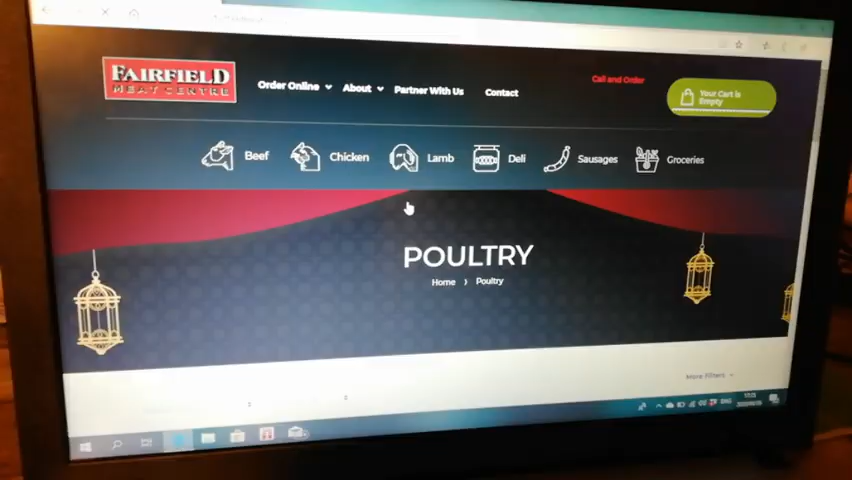 FAIRFIELD
MEAT CENTRE
Order Online
About
Partner With Us
Contact
Call and Order
Your Cart is
Empty
Beef
Chicken
Lamb
Deli
Sausages
Groceries
POULTRY
Home > Poultry
More Filters
ENG